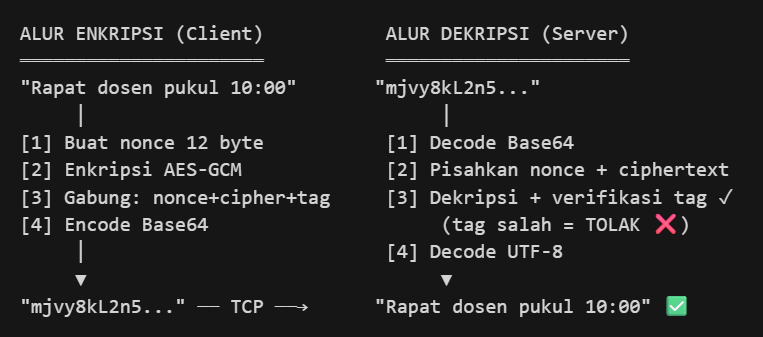 ALUR ENKRIPSI (Client)
"Rapat dosen pukul 10:00"
[1] Buat nonce 12 byte
[2] Enkripsi AES-GCM
[3] Gabung: nonce+cipher+tag
[4] Encode Base64
"mjvy8kL2n5..." ── TCP ──→
ALUR DEKRIPSI (Server)
"mjvy8kL2n5..."
[1] Decode Base64
[2] Pisahkan nonce + ciphertext
[3] Dekripsi + verifikasi tag ✓
(tag salah = TOLAK ❌)
[4] Decode UTF-8
"Rapat dosen pukul 10:00" ✅